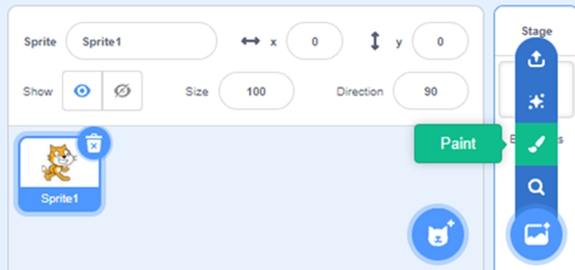 Stage
Sprite Sprite1 x 0 y 0
Show Size 100 Direction 90
Paint
Sprite1